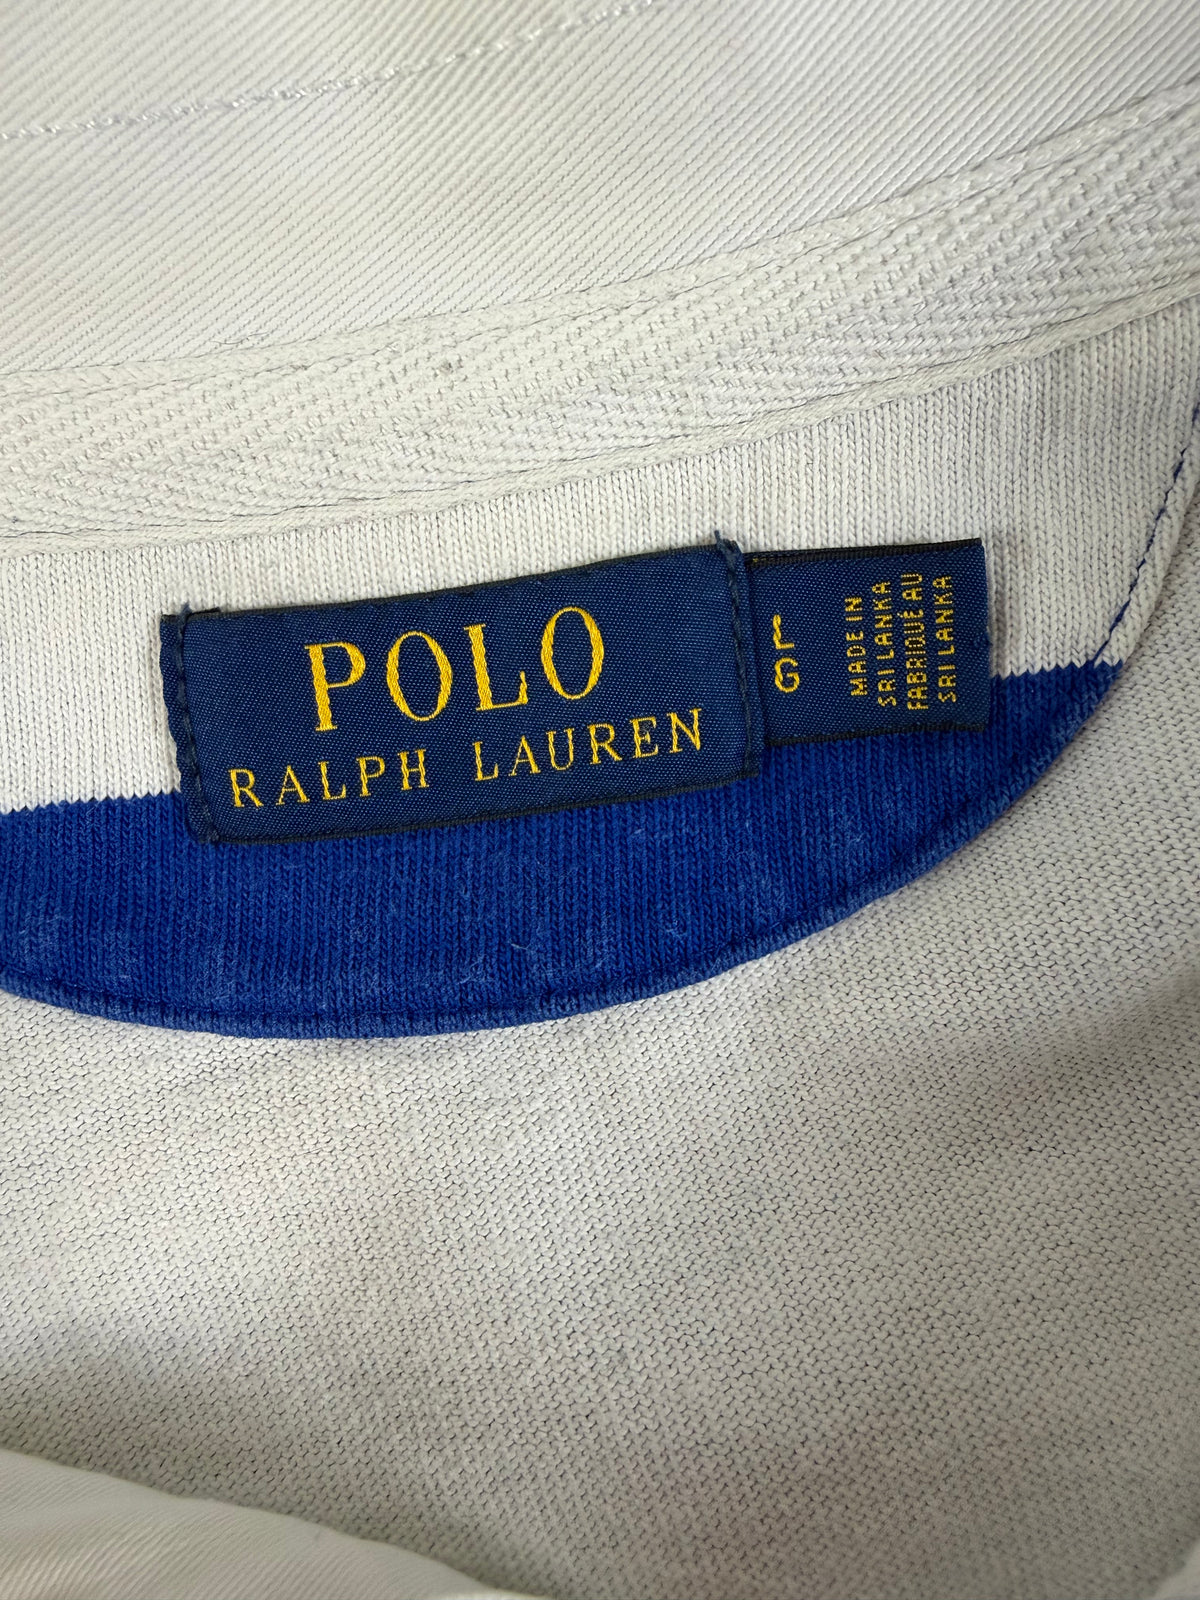 POLO
RALPH LAUREN
L
G
MADE IN
SRI LANKA
FABRIQUÉ AU
SRI LANKA